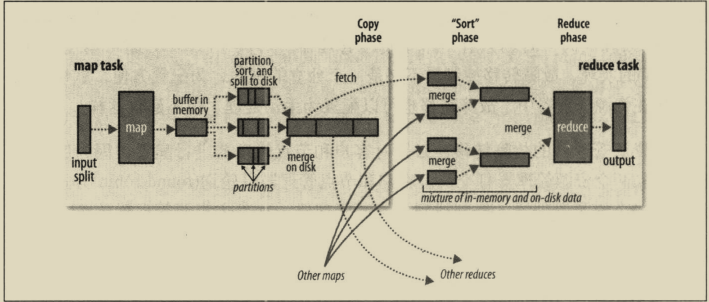 Copy
phase
"Sort"
phase
Reduce
phase
map task
partition,
sort, and
spill to disk
fetch
reduce task
buffer in
memory
map
merge
merge
reduce
input
split
merge
on disk
merge
output
partitions
mixture of in-memory and on-disk data
Other maps
Other reduces